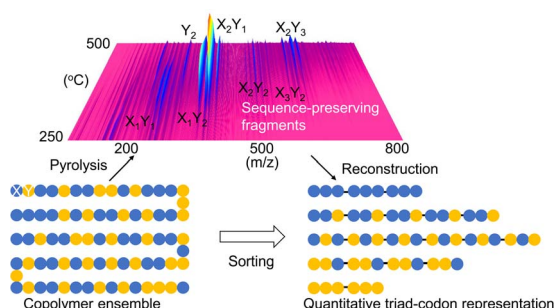 Y2 X2Y1 X2Y3
500
(oC)
X2Y2 X3Y2
X1Y1 X1Y2 Sequence-preserving
fragments
250
200 500 800
(m/z)
Pyrolysis Reconstruction
X Y
Sorting
Copolymer ensemble Quantitative triad-codon representation